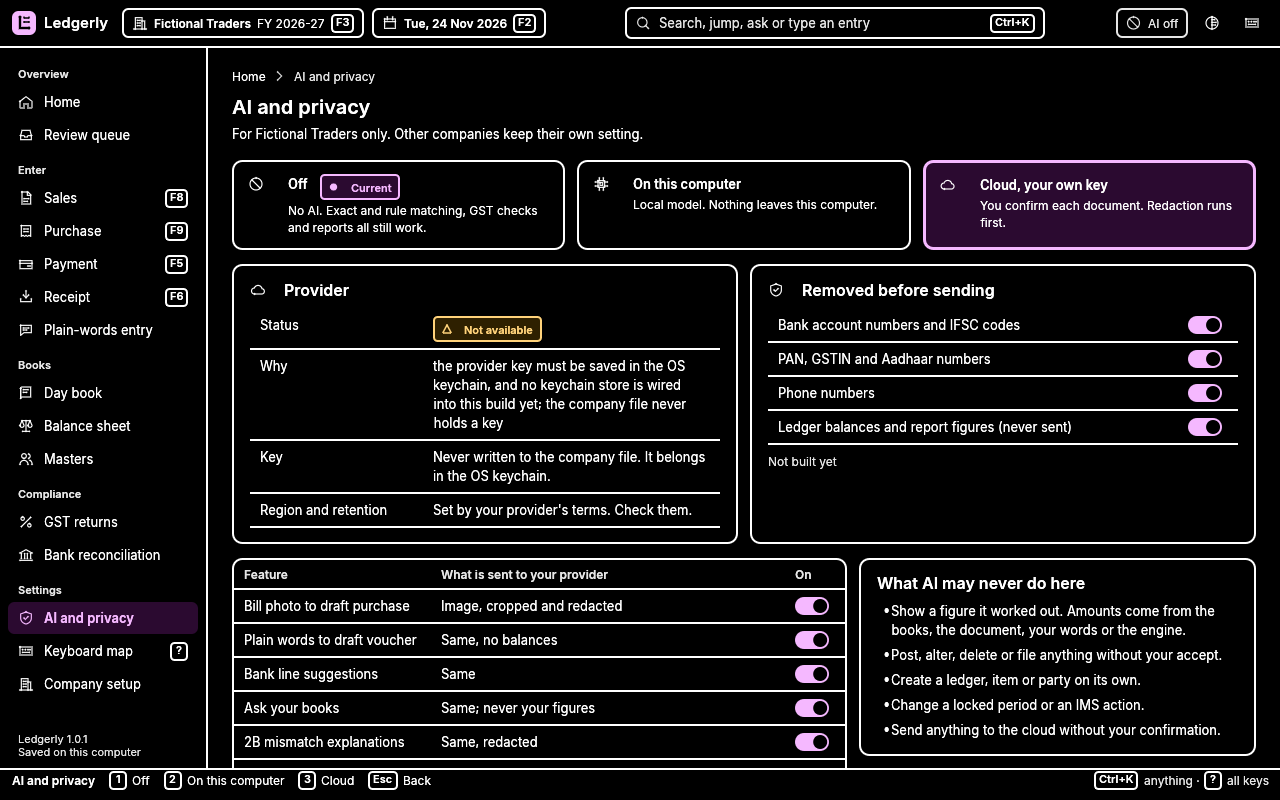 Ledgerly
Fictional Traders FY 2026-27 F3
Tue, 24 Nov 2026 F2
Search, jump, ask or type an entry Ctrl+K
AI off
Overview
Home
Review queue
Enter
Sales F8
Purchase F9
Payment F5
Receipt F6
Plain-words entry
Books
Day book
Balance sheet
Masters
Compliance
GST returns
Bank reconciliation
Settings
AI and privacy
Keyboard map ?
Company setup
Ledgerly 1.0.1
Saved on this computer
Home > AI and privacy
AI and privacy
For Fictional Traders only. Other companies keep their own setting.
Off Current
No AI. Exact and rule matching, GST checks
and reports all still work.
On this computer
Local model. Nothing leaves this computer.
Cloud, your own key
You confirm each document. Redaction runs
first.
Provider
Status Not available
Why the provider key must be saved in the OS
keychain, and no keychain store is wired
into this build yet; the company file never
holds a key
Key Never written to the company file. It belongs
in the OS keychain.
Region and retention Set by your provider's terms. Check them.
Removed before sending
Bank account numbers and IFSC codes
PAN, GSTIN and Aadhaar numbers
Phone numbers
Ledger balances and report figures (never sent)
Not built yet
Feature What is sent to your provider On
Bill photo to draft purchase Image, cropped and redacted
Plain words to draft voucher Same, no balances
Bank line suggestions Same
Ask your books Same; never your figures
2B mismatch explanations Same, redacted
What AI may never do here
•Show a figure it worked out. Amounts come from the
books, the document, your words or the engine.
•Post, alter, delete or file anything without your accept.
•Create a ledger, item or party on its own.
•Change a locked period or an IMS action.
•Send anything to the cloud without your confirmation.
AI and privacy 1 Off 2 On this computer 3 Cloud Esc Back
Ctrl+K anything · ? all keys